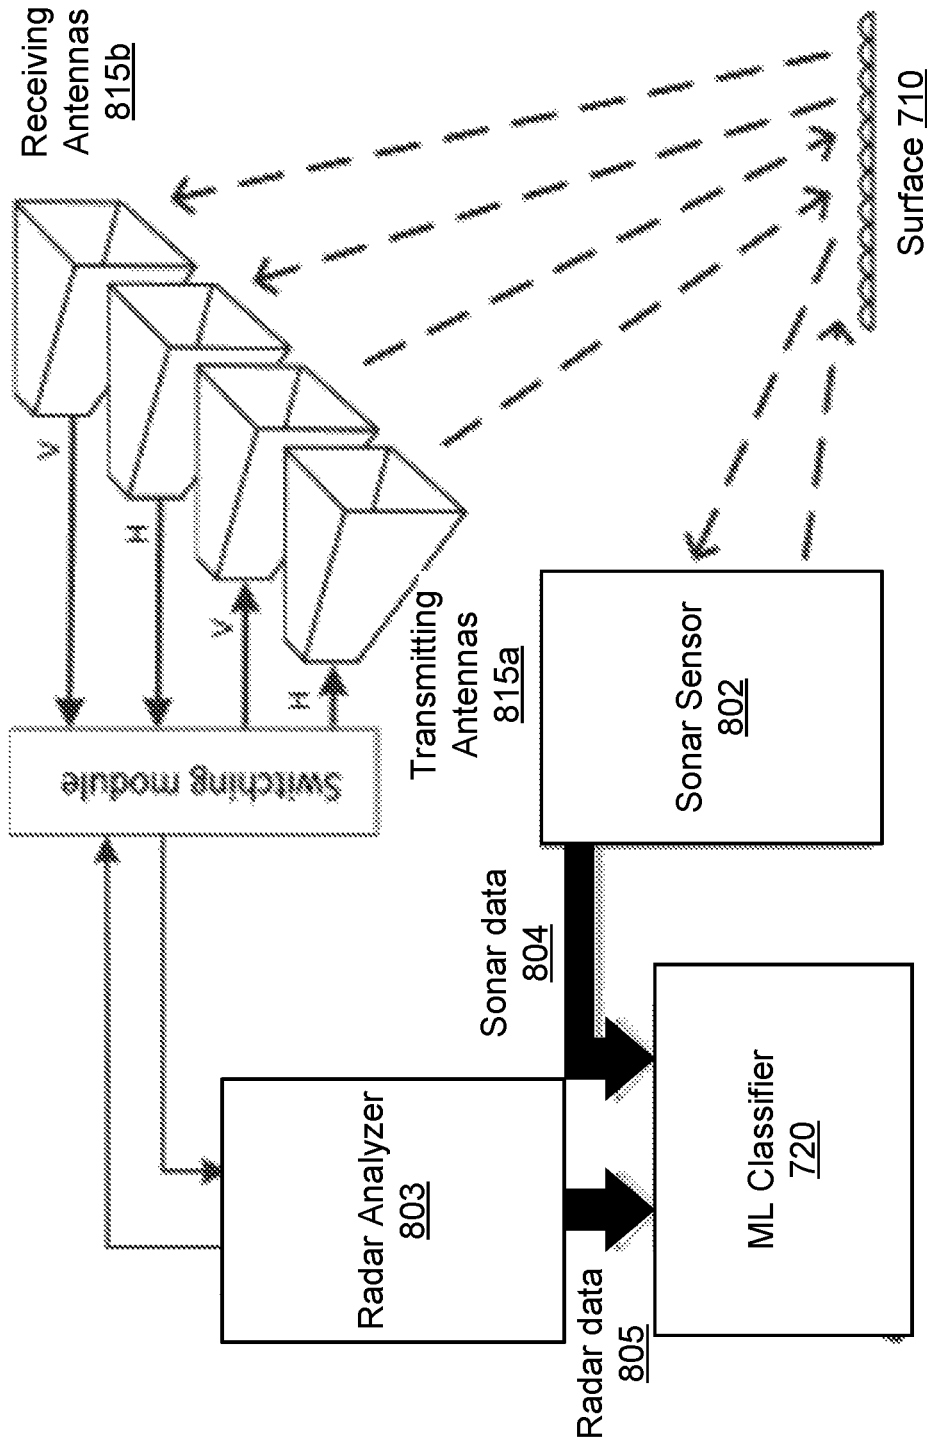 Receiving
Antennas
815b
V
H
V
H
Switching module
Transmitting
Antennas
815a
Surface 710
Sonar Sensor
802
Sonar data
804
Radar Analyzer
803
Radar data
805
ML Classifier
720